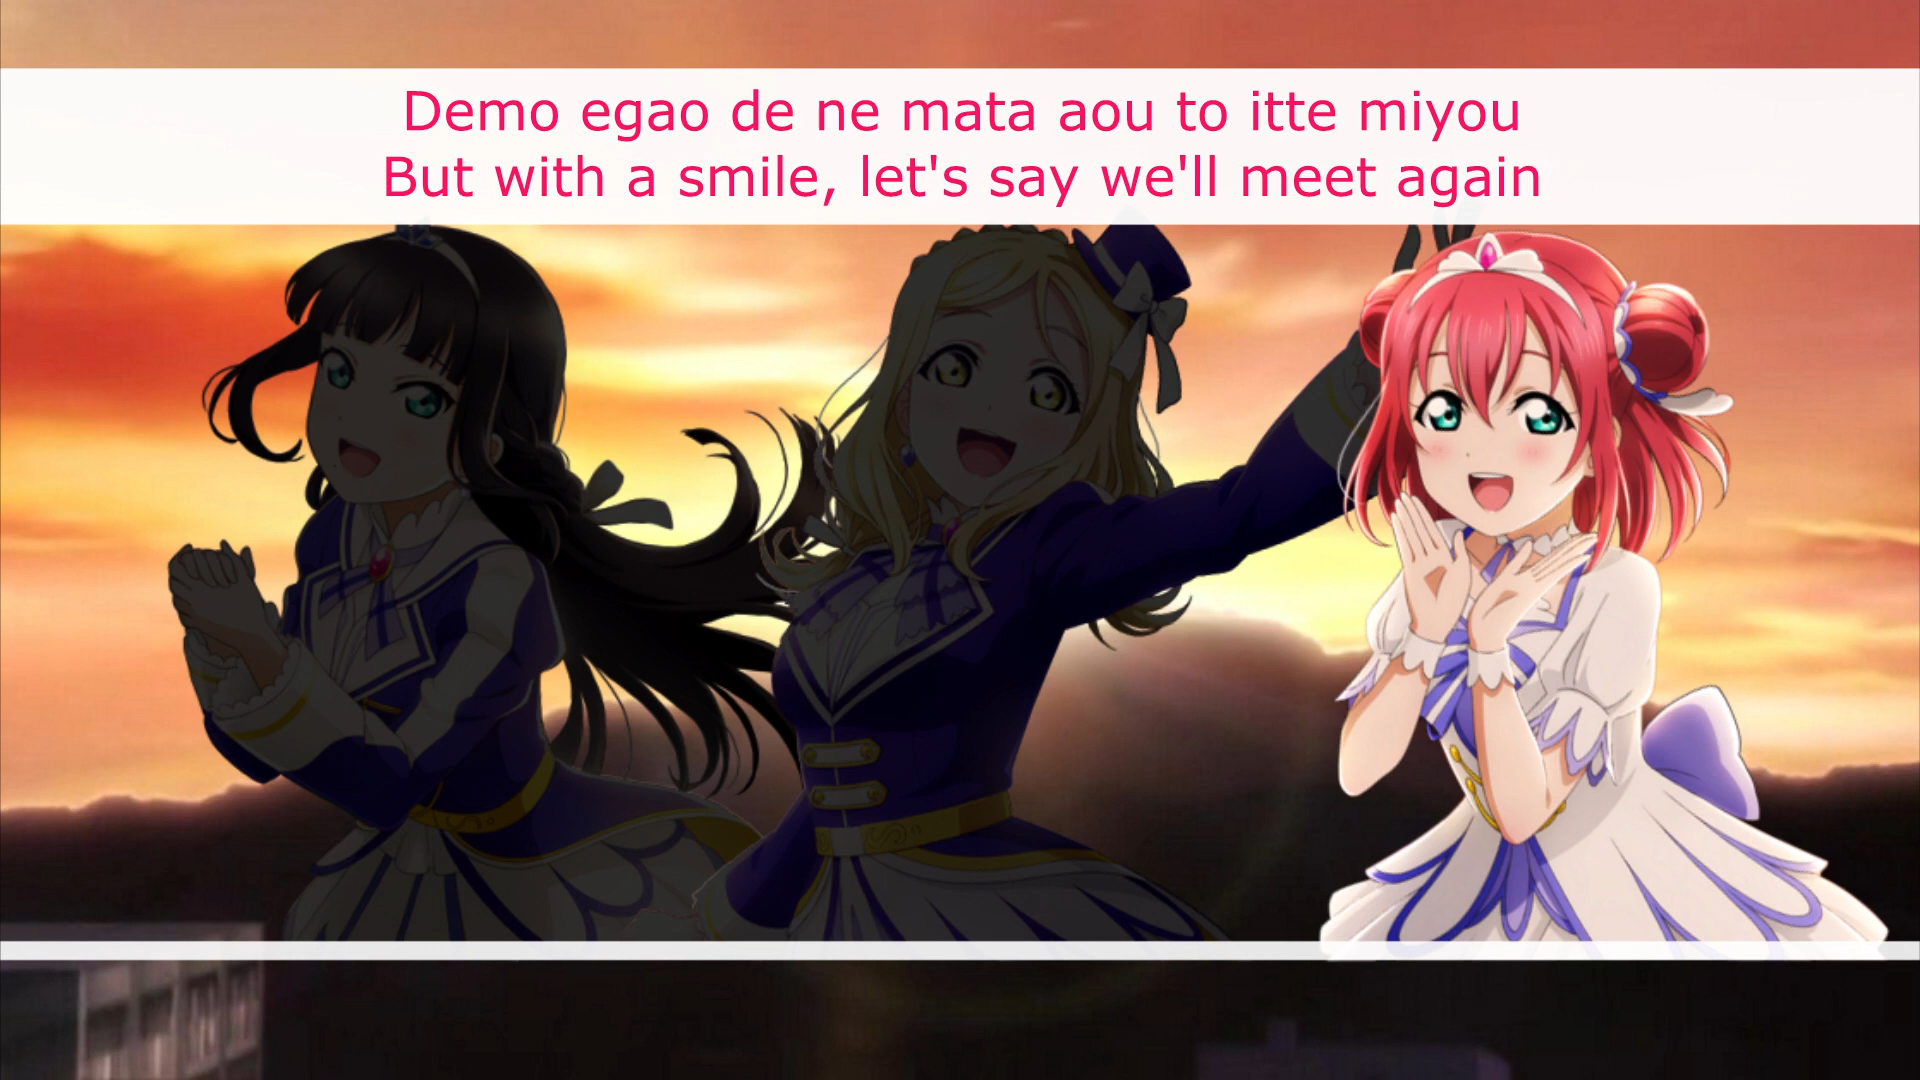 Demo egao de ne mata aou to itte miyou
But with a smile, let's say we'll meet again